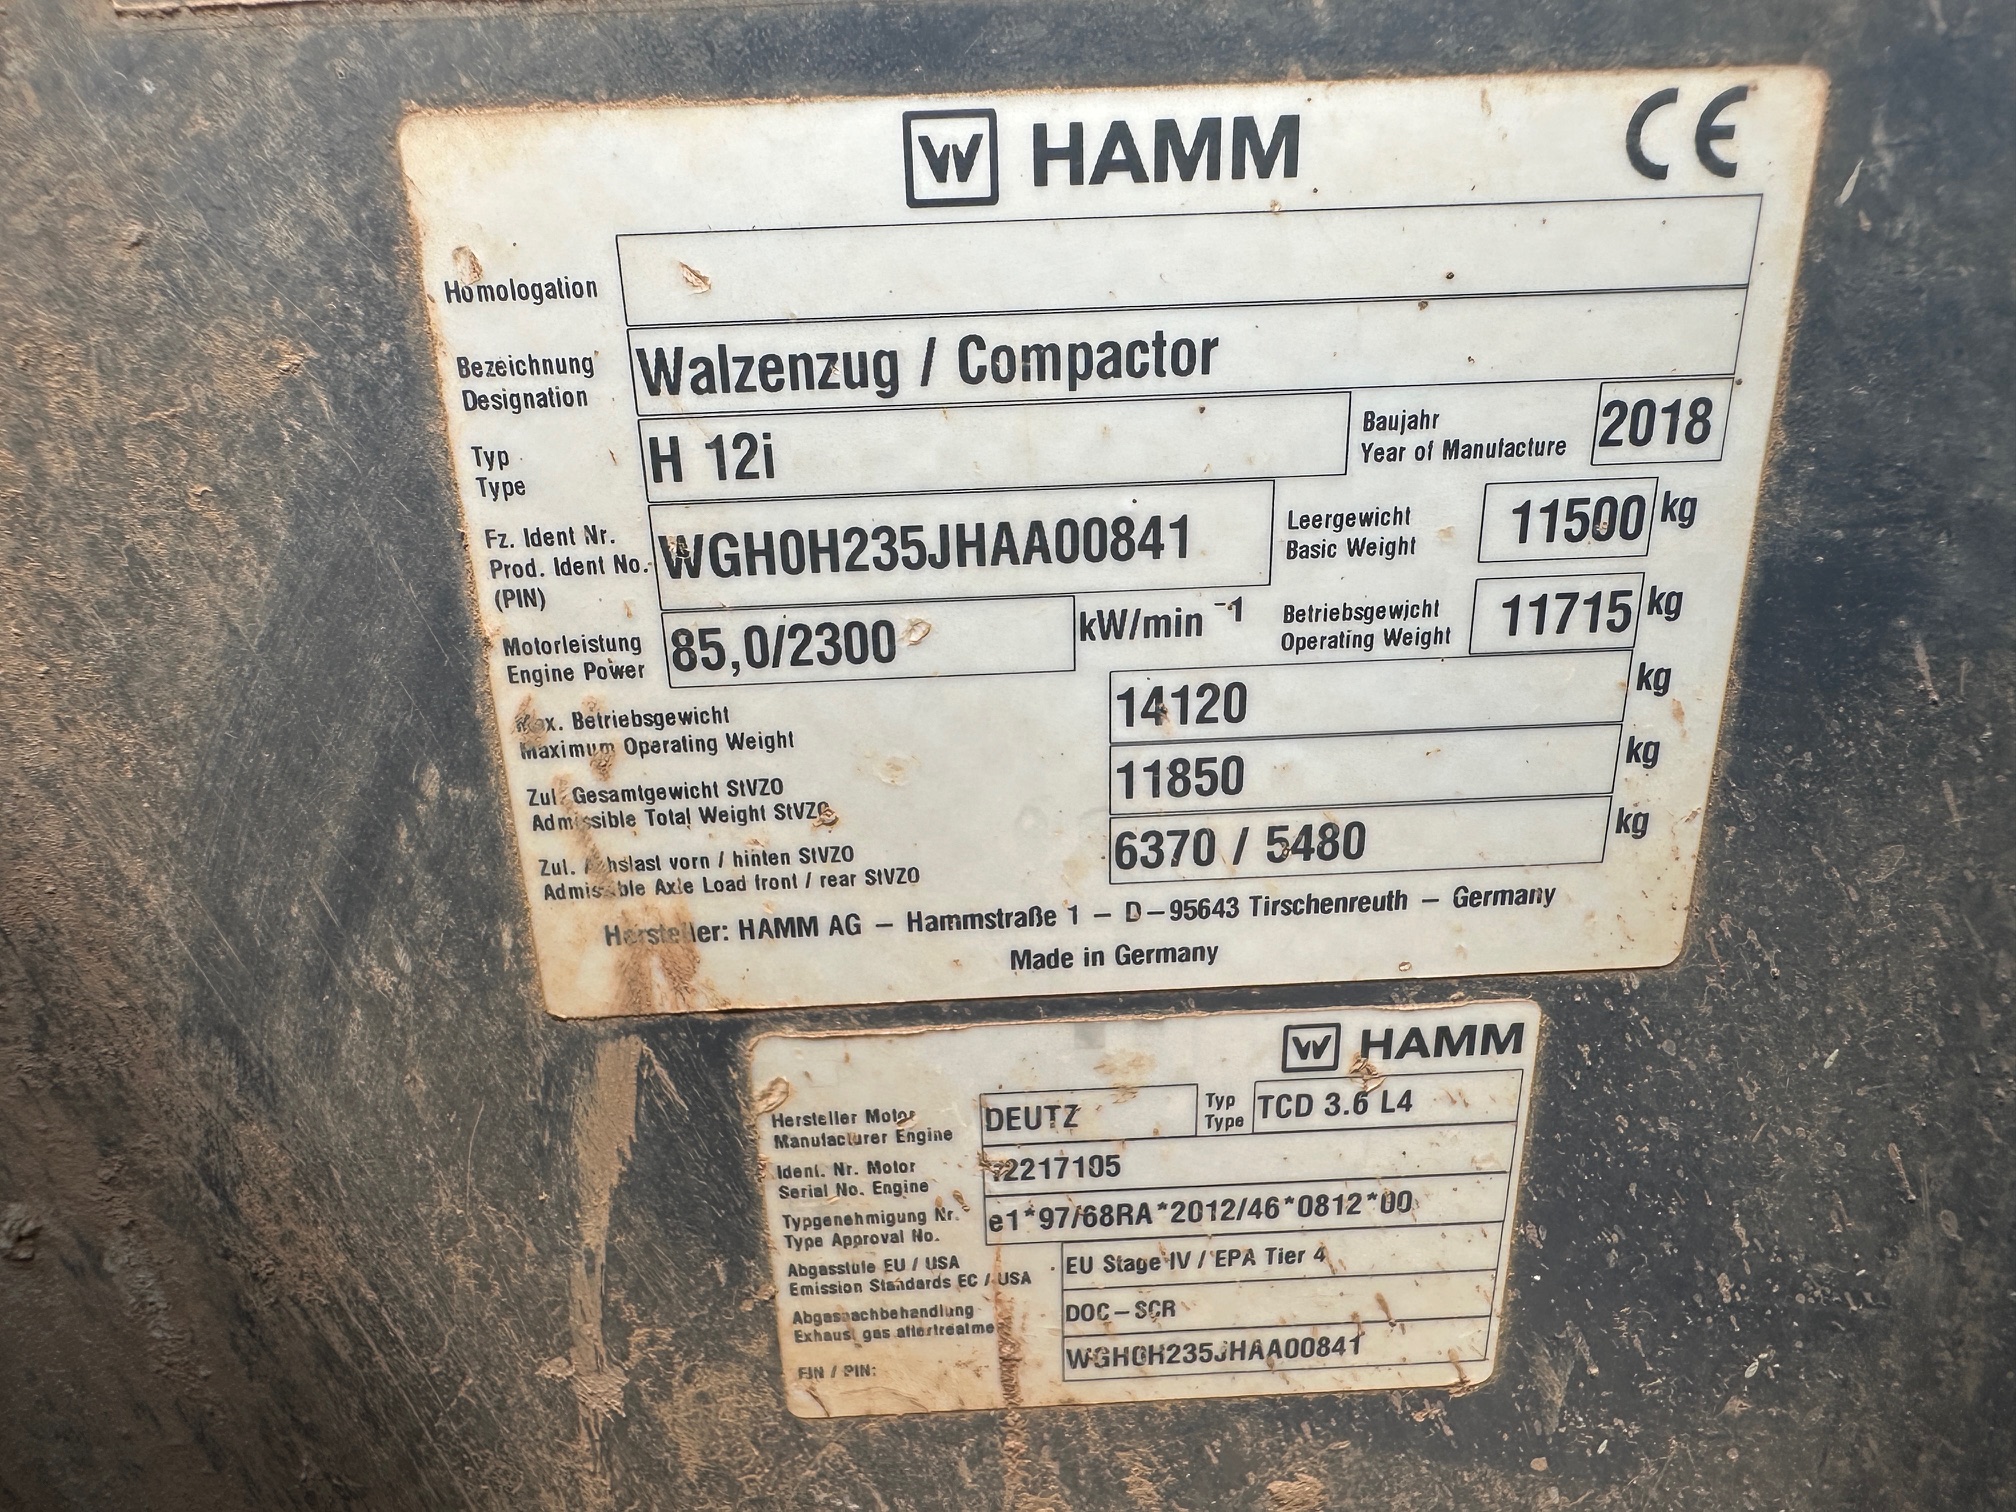 W HAMM CE
Homologation
Bezeichnung
Designation
Walzenzug / Compactor
Typ
Type
H 12i
Baujahr
Year of Manufacture
2018
Fz. Ident Nr.
Prod. Ident No.
(PIN)
WGH0H235JHAA00841
Leergewicht
Basic Weight
11500 kg
Motorleistung
Engine Power
85,0/2300 kW/min ⁻¹
Betriebsgewicht
Operating Weight
11715 kg
Max. Betriebsgewicht
Maximum Operating Weight
14120 kg
Zul. Gesamtgewicht StVZO
Admissible Total Weight StVZO
11850 kg
Zul. Achslast vorn / hinten StVZO
Admissible Axle Load front / rear StVZO
6370 / 5480 kg
Hersteller: HAMM AG – Hammstraße 1 – D–95643 Tirschenreuth – Germany
Made in Germany
W HAMM
Hersteller Motor
Manufacturer Engine
DEUTZ
Typ
Type
TCD 3.6 L4
Ident. Nr. Motor
Serial No. Engine
12217105
Typgenehmigung Nr.
Type Approval No.
e1*97/68RA*2012/46*0812*00
Abgasstufe EU / USA
Emission Standards EC / USA
EU Stage IV / EPA Tier 4
Abgasnachbehandlung
Exhaust gas aftertreatme
DOC–SCR
FIN / PIN:
WGH0H235JHAA00841